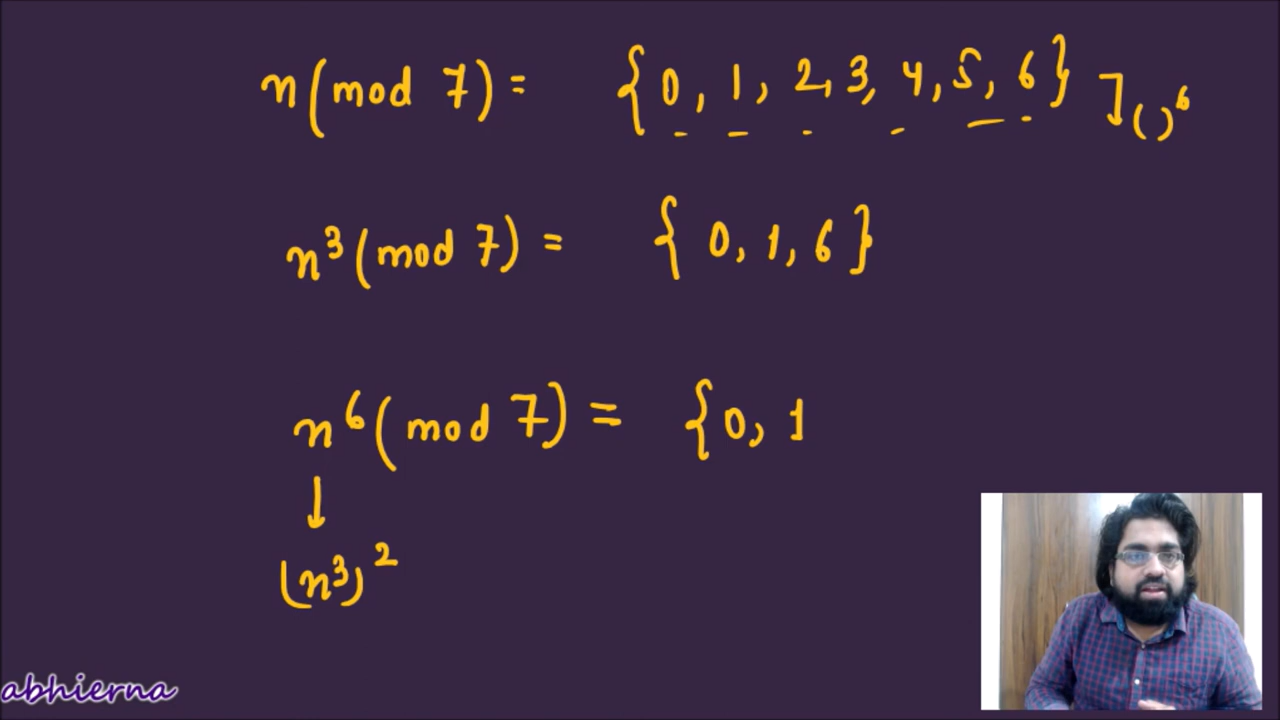 n(mod 7) = {0, 1, 2, 3, 4, 5, 6} ( )⁶
n³(mod 7) = {0, 1, 6}
n⁶(mod 7) = {0, 1
↓
(n³)²
abhierna